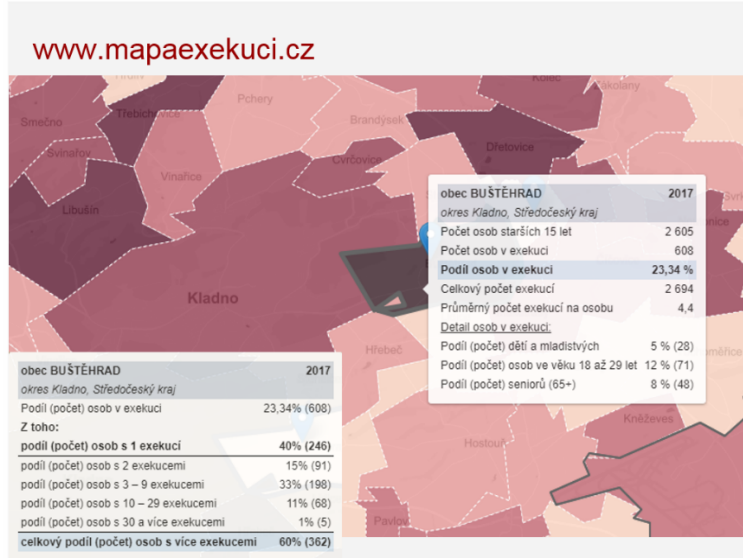 www.mapaexekuci.cz
Třebichovice
Pchery
Koleč
Zákolany
Smečno
Brandýsek
Svinařov
Vinařice
Cvrčovice
Dřetovice
Libušín
Kladno
obec BUŠTĚHRAD 2017
okres Kladno, Středočeský kraj
Počet osob starších 15 let 2 605
Počet osob v exekuci 608
Podíl osob v exekuci 23,34 %
Celkový počet exekucí 2 694
Průměrný počet exekucí na osobu 4,4
Detail osob v exekuci:
Podíl (počet) dětí a mladistvých 5 % (28)
Podíl (počet) osob ve věku 18 až 29 let 12 % (71)
Podíl (počet) seniorů (65+) 8 % (48)
Hřebeč
Kněževes
Hostouň
Pavlov
obec BUŠTĚHRAD 2017
okres Kladno, Středočeský kraj
Podíl (počet) osob v exekuci 23,34% (608)
Z toho:
podíl (počet) osob s 1 exekucí 40% (246)
podíl (počet) osob s 2 exekucemi 15% (91)
podíl (počet) osob s 3 – 9 exekucemi 33% (198)
podíl (počet) osob s 10 – 29 exekucemi 11% (68)
podíl (počet) osob s 30 a více exekucemi 1% (5)
celkový podíl (počet) osob s více exekucemi 60% (362)